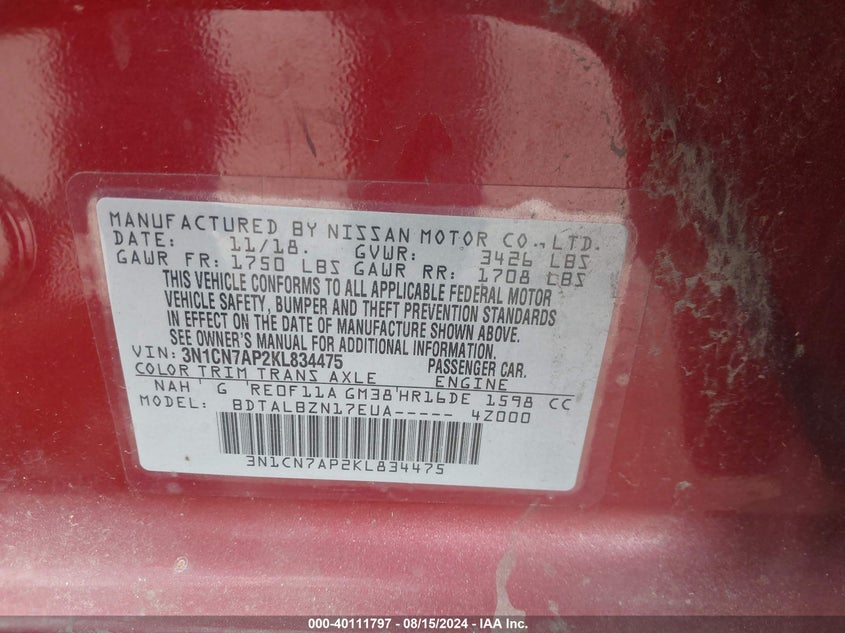 MANUFACTURED BY NISSAN MOTOR CO., LTD.
DATE: 11/18. GVWR: 3426 LBS
GAWR FR: 1750 LBS GAWR RR: 1708 LBS
THIS VEHICLE CONFORMS TO ALL APPLICABLE FEDERAL MOTOR
VEHICLE SAFETY, BUMPER AND THEFT PREVENTION STANDARDS
IN EFFECT ON THE DATE OF MANUFACTURE SHOWN ABOVE.
SEE OWNER'S MANUAL FOR ADDITIONAL INFORMATION.
VIN: 3N1CN7AP2KL834475 PASSENGER CAR.
COLOR TRIM TRANS AXLE ENGINE
NAH ' G 'RE0F11A GM38'HR16DE 1598 CC
MODEL: BDTALBZN17EUA----- 4Z000
3N1CN7AP2KL834475
000-40111797 - 08/15/2024 - IAA Inc.